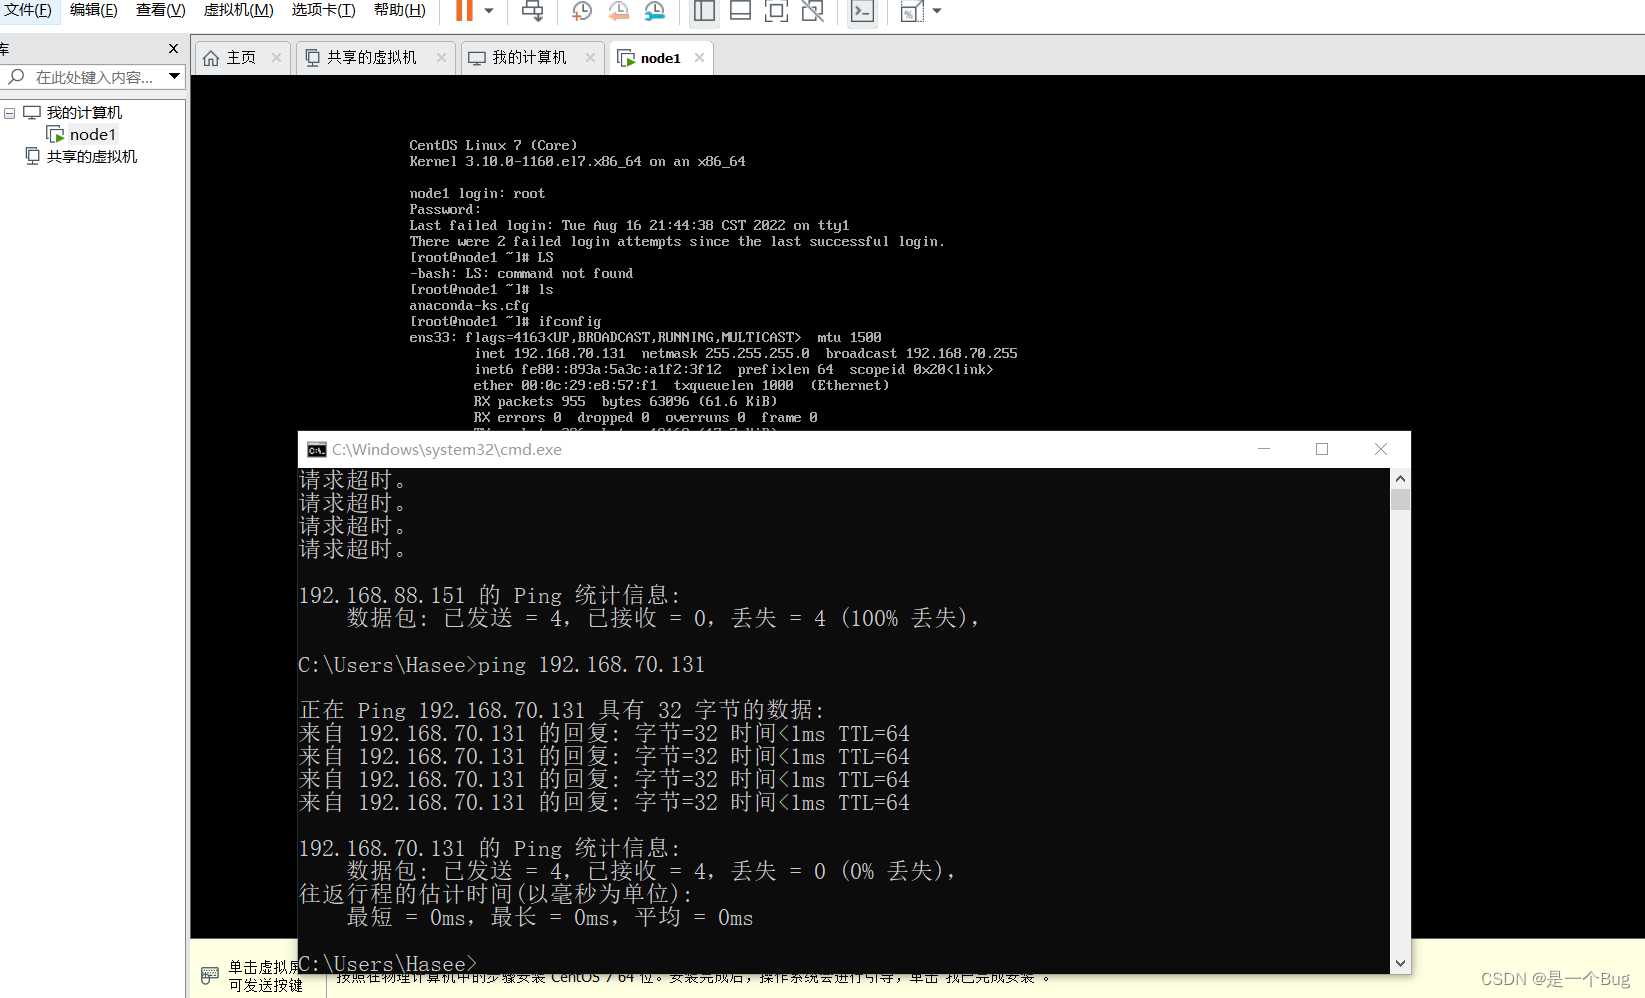 文件(F) 编辑(E) 查看(V) 虚拟机(M) 选项卡(T) 帮助(H)
库
在此处键入内容...
我的计算机
node1
共享的虚拟机
主页 共享的虚拟机 我的计算机 node1
CentOS Linux 7 (Core)
Kernel 3.10.0-1160.el7.x86_64 on an x86_64
node1 login: root
Password:
Last failed login: Tue Aug 16 21:44:38 CST 2022 on tty1
There were 2 failed login attempts since the last successful login.
[root@node1 ~]# LS
-bash: LS: command not found
[root@node1 ~]# ls
anaconda-ks.cfg
[root@node1 ~]# ifconfig
ens33: flags=4163<UP,BROADCAST,RUNNING,MULTICAST>  mtu 1500
inet 192.168.70.131  netmask 255.255.255.0  broadcast 192.168.70.255
inet6 fe80::893a:5a3c:a1f2:3f12  prefixlen 64  scopeid 0x20<link>
ether 00:0c:29:e8:57:f1  txqueuelen 1000  (Ethernet)
RX packets 955  bytes 63096 (61.6 KiB)
RX errors 0  dropped 0  overruns 0  frame 0
C:\Windows\system32\cmd.exe
请求超时。
请求超时。
请求超时。
请求超时。
192.168.88.151 的 Ping 统计信息:
数据包: 已发送 = 4，已接收 = 0，丢失 = 4 (100% 丢失)，
C:\Users\Hasee>ping 192.168.70.131
正在 Ping 192.168.70.131 具有 32 字节的数据:
来自 192.168.70.131 的回复: 字节=32 时间<1ms TTL=64
来自 192.168.70.131 的回复: 字节=32 时间<1ms TTL=64
来自 192.168.70.131 的回复: 字节=32 时间<1ms TTL=64
来自 192.168.70.131 的回复: 字节=32 时间<1ms TTL=64
192.168.70.131 的 Ping 统计信息:
数据包: 已发送 = 4，已接收 = 4，丢失 = 0 (0% 丢失)，
往返行程的估计时间(以毫秒为单位):
最短 = 0ms，最长 = 0ms，平均 = 0ms
C:\Users\Hasee>
单击虚拟屏
可发送按键
按照在物理计算机中的步骤安装 CentOS 7 64 位。安装完成后，操作系统会进行引导，单击"我已完成安装"。
CSDN @是一个Bug